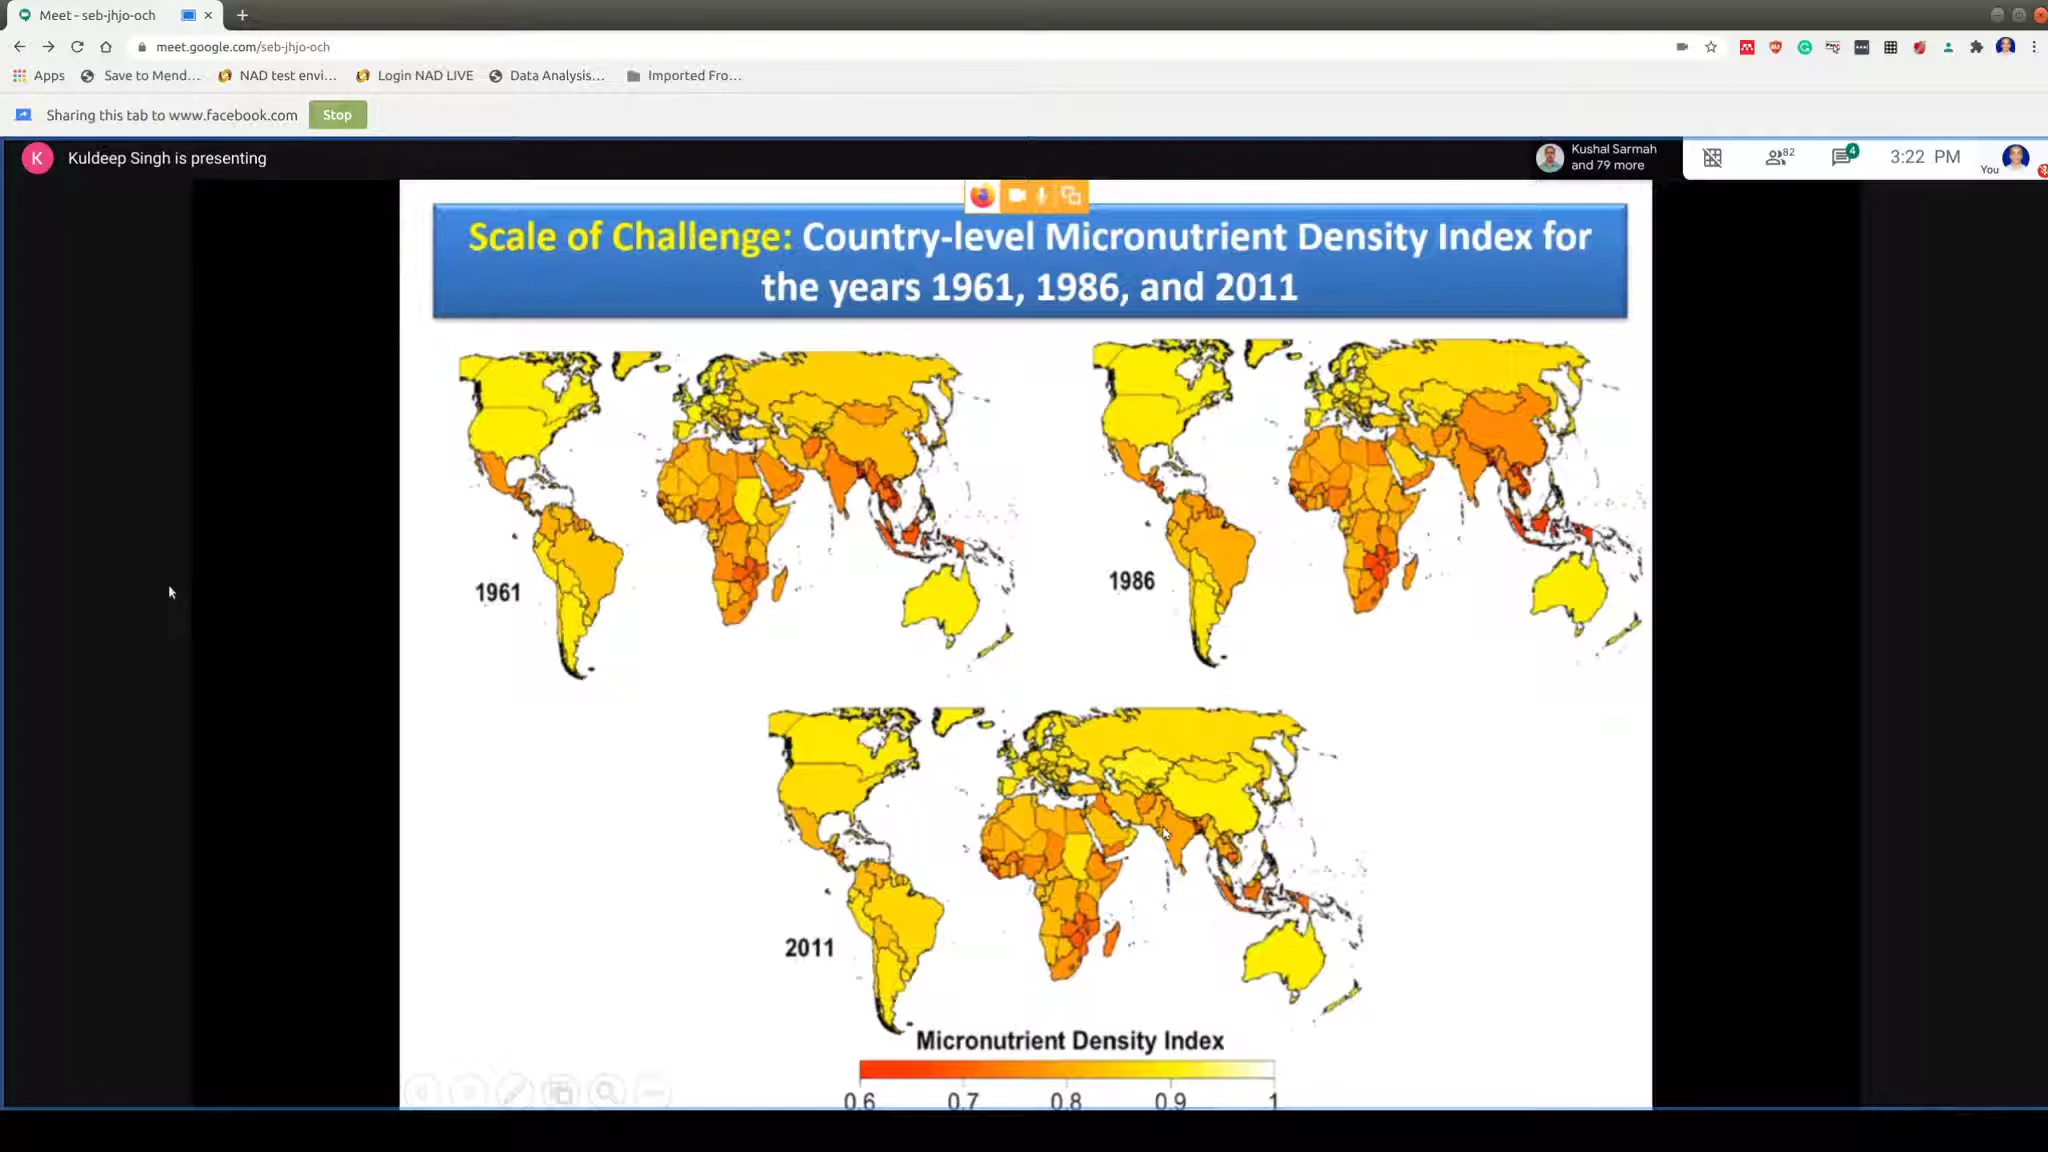 Meet - seb-jhjo-och
meet.google.com/seb-jhjo-och
Apps
Save to Mend...
NAD test envi...
Login NAD LIVE
Data Analysis...
Imported Fro...
Sharing this tab to www.facebook.com
Stop
K
Kuldeep Singh is presenting
Kushal Sarmah
and 79 more
82
4
3:22 PM
You
Scale of Challenge: Country-level Micronutrient Density Index for
the years 1961, 1986, and 2011
1961
1986
2011
Micronutrient Density Index
0.6 0.7 0.8 0.9 1